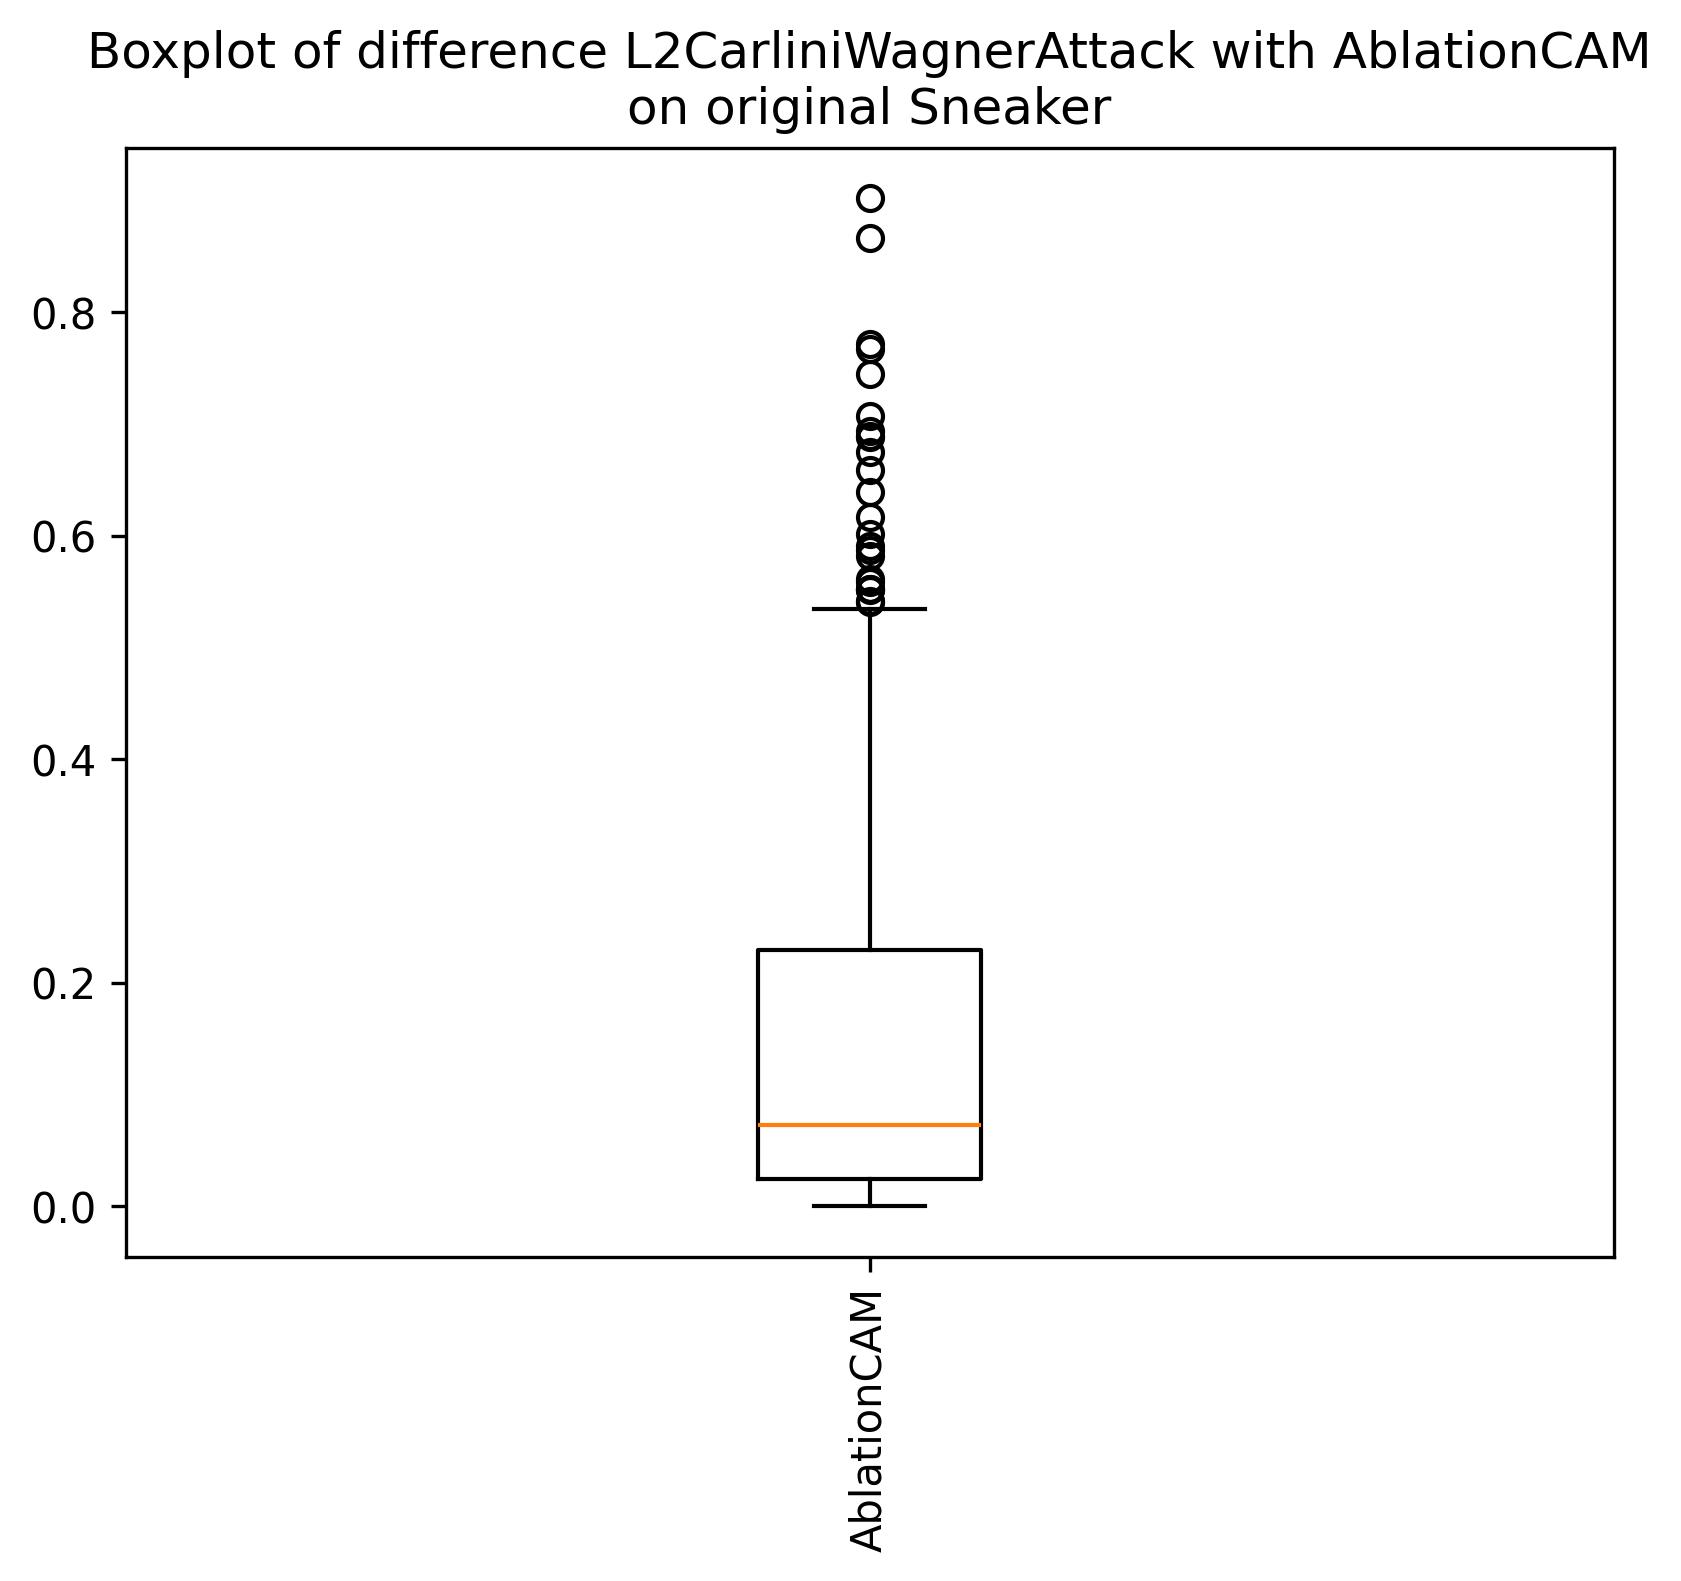 Boxplot of difference L2CarliniWagnerAttack with AblationCAM
on original Sneaker
0.8
0.6
0.4
0.2
0.0
AblationCAM